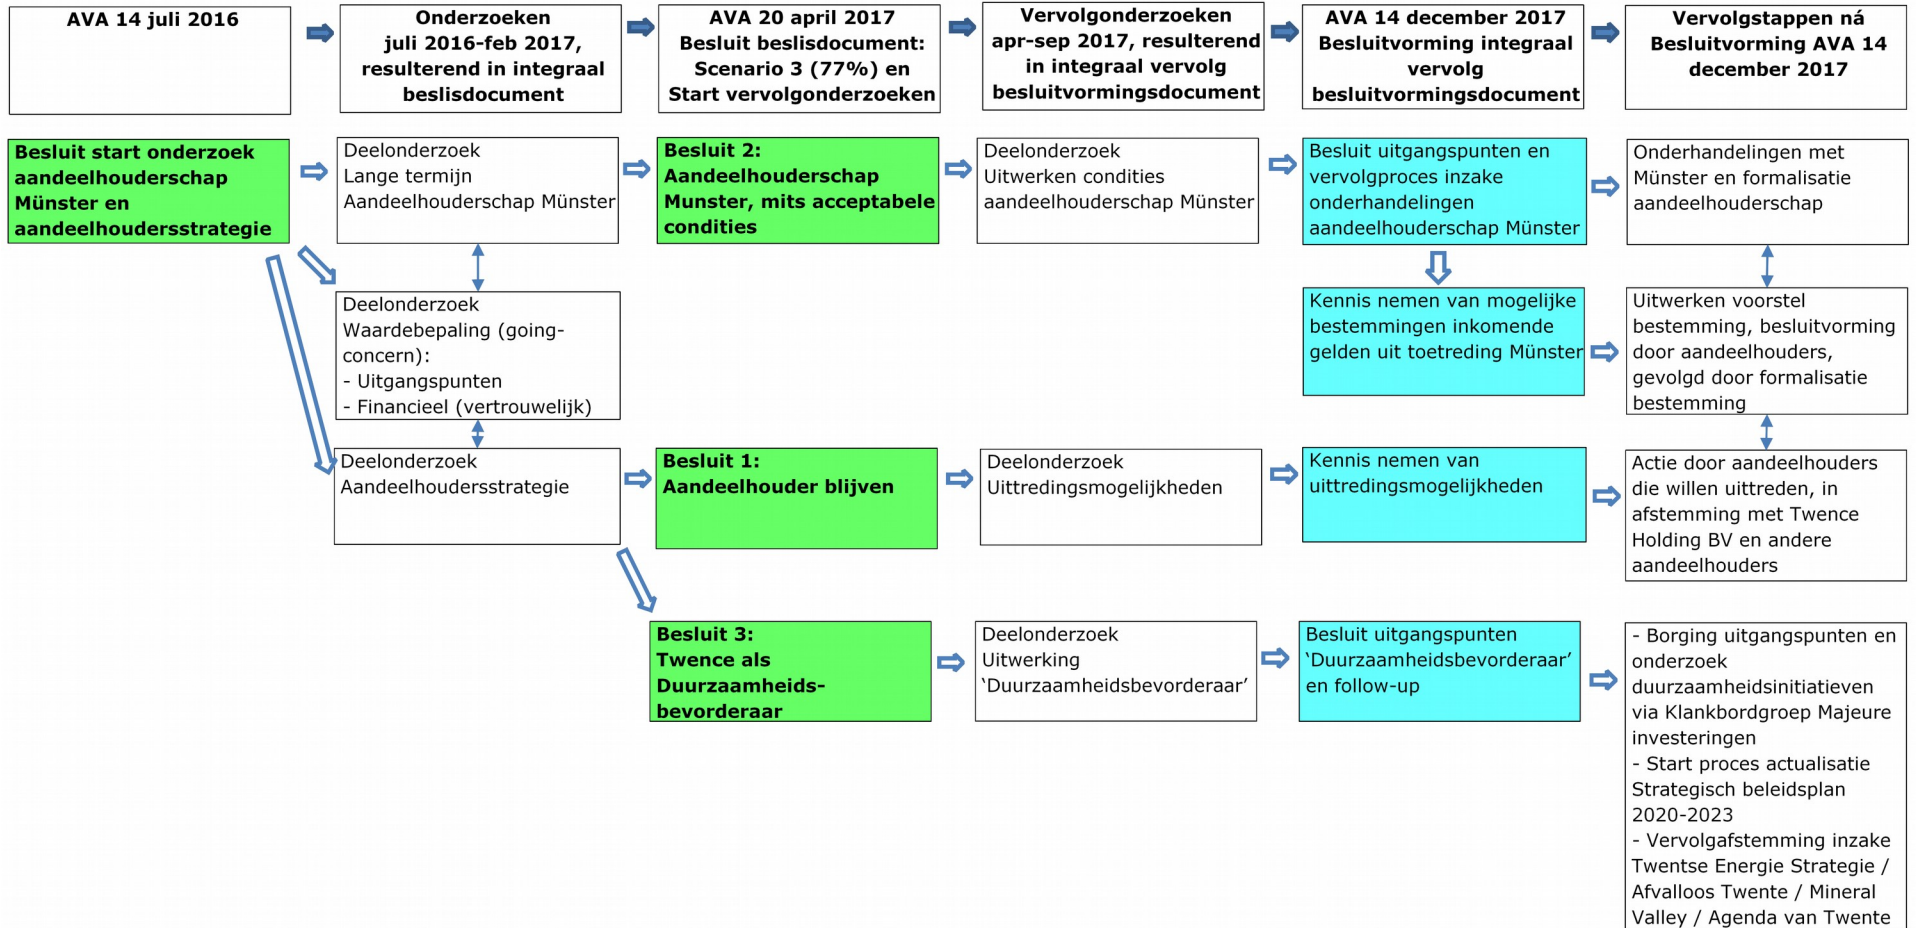 AVA 14 juli 2016
Onderzoeken
juli 2016-feb 2017,
resulterend in integraal
beslisdocument
AVA 20 april 2017
Besluit beslisdocument:
Scenario 3 (77%) en
Start vervolgonderzoeken
Vervolgonderzoeken
apr-sep 2017, resulterend
in integraal vervolg
besluitvormingsdocument
AVA 14 december 2017
Besluitvorming integraal
vervolg
besluitvormingsdocument
Vervolgstappen ná
Besluitvorming AVA 14
december 2017
Besluit start onderzoek
aandeelhouderschap
Münster en
aandeelhoudersstrategie
Deelonderzoek
Lange termijn
Aandeelhouderschap Münster
Besluit 2:
Aandeelhouderschap
Munster, mits acceptabele
condities
Deelonderzoek
Uitwerken condities
aandeelhouderschap Münster
Besluit uitgangspunten en
vervolgproces inzake
onderhandelingen
aandeelhouderschap Münster
Onderhandelingen met
Münster en formalisatie
aandeelhouderschap
Deelonderzoek
Waardebepaling (going-
concern):
- Uitgangspunten
- Financieel (vertrouwelijk)
Kennis nemen van mogelijke
bestemmingen inkomende
gelden uit toetreding Münster
Uitwerken voorstel
bestemming, besluitvorming
door aandeelhouders,
gevolgd door formalisatie
bestemming
Deelonderzoek
Aandeelhoudersstrategie
Besluit 1:
Aandeelhouder blijven
Deelonderzoek
Uittredingsmogelijkheden
Kennis nemen van
uittredingsmogelijkheden
Actie door aandeelhouders
die willen uittreden, in
afstemming met Twence
Holding BV en andere
aandeelhouders
Besluit 3:
Twence als
Duurzaamheids-
bevorderaar
Deelonderzoek
Uitwerking
‘Duurzaamheidsbevorderaar’
Besluit uitgangspunten
‘Duurzaamheidsbevorderaar’
en follow-up
- Borging uitgangspunten en
onderzoek
duurzaamheidsinitiatieven
via Klankbordgroep Majeure
investeringen
- Start proces actualisatie
Strategisch beleidsplan
2020-2023
- Vervolgafstemming inzake
Twentse Energie Strategie /
Afvalloos Twente / Mineral
Valley / Agenda van Twente